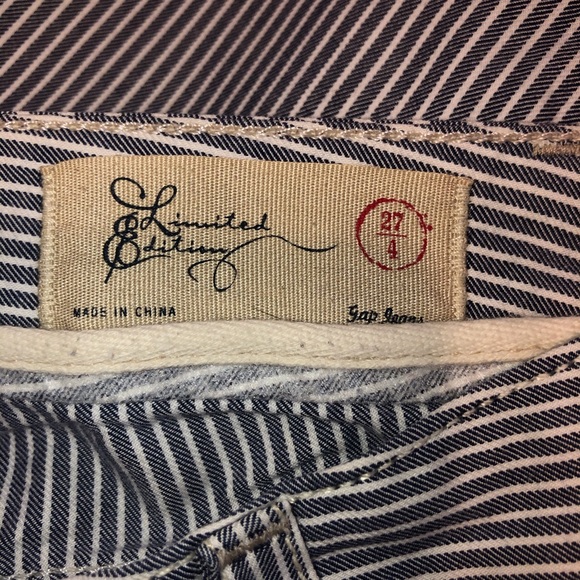 Limited
Edition
27
4
MADE IN CHINA
Gap Jeans